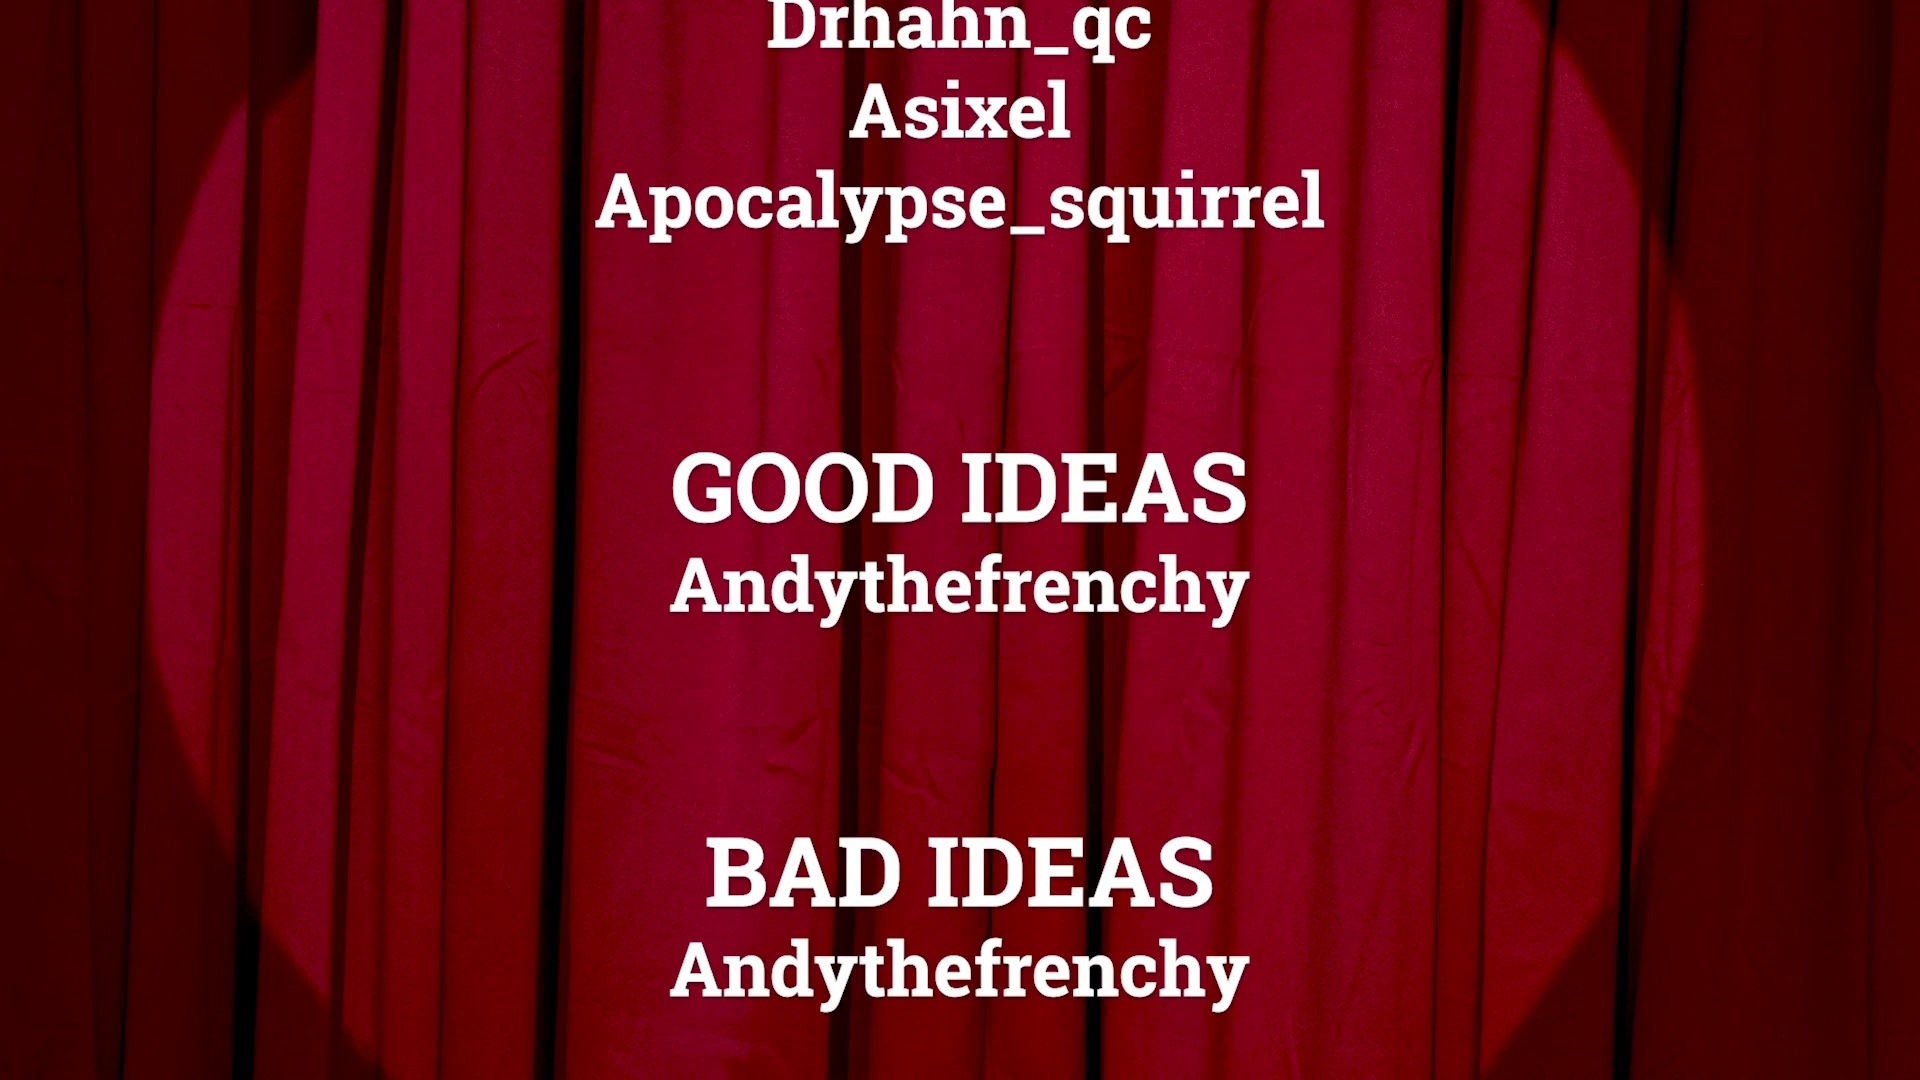 Drhahn_qc
Asixel
Apocalypse_squirrel
GOOD IDEAS
Andythefrenchy
BAD IDEAS
Andythefrenchy